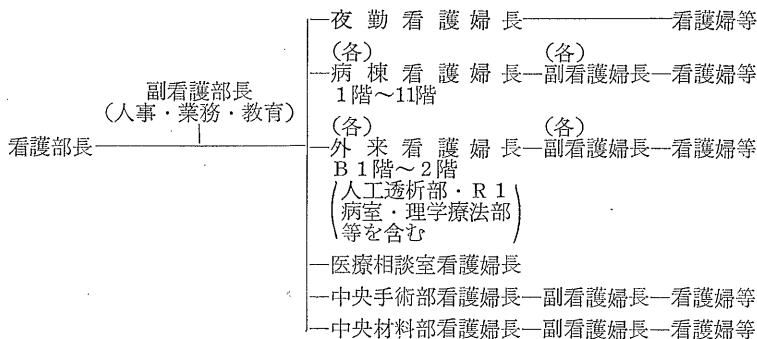 夜勤看護婦長 看護婦等
(各) (各)
病棟看護婦長 副看護婦長 看護婦等
1階～11階
副看護部長
(人事・業務・教育)
看護部長
(各) (各)
外来看護婦長 副看護婦長 看護婦等
B1階～2階
(人工透析部・R1
病室・理学療法部
等を含む)
医療相談室看護婦長
中央手術部看護婦長 副看護婦長 看護婦等
中央材料部看護婦長 副看護婦長 看護婦等